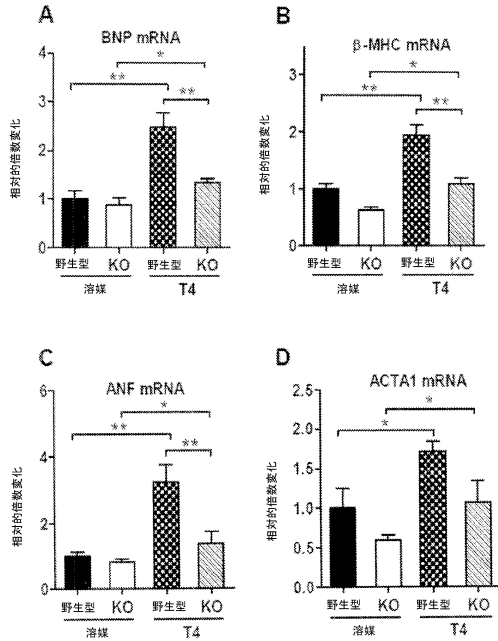 A
BNP mRNA
相対的倍数変化
4
3
2
1
0
*
**
**
野生型 KO 野生型 KO
溶媒 T4
B
β-MHC mRNA
相対的倍数変化
3
2
1
0
*
**
**
野生型 KO 野生型 KO
溶媒 T4
C
ANF mRNA
相対的倍数変化
6
4
2
0
*
**
**
野生型 KO 野生型 KO
溶媒 T4
D
ACTA1 mRNA
相対的倍数変化
2.5
2.0
1.5
1.0
0.5
0.0
*
*
野生型 KO 野生型 KO
溶媒 T4